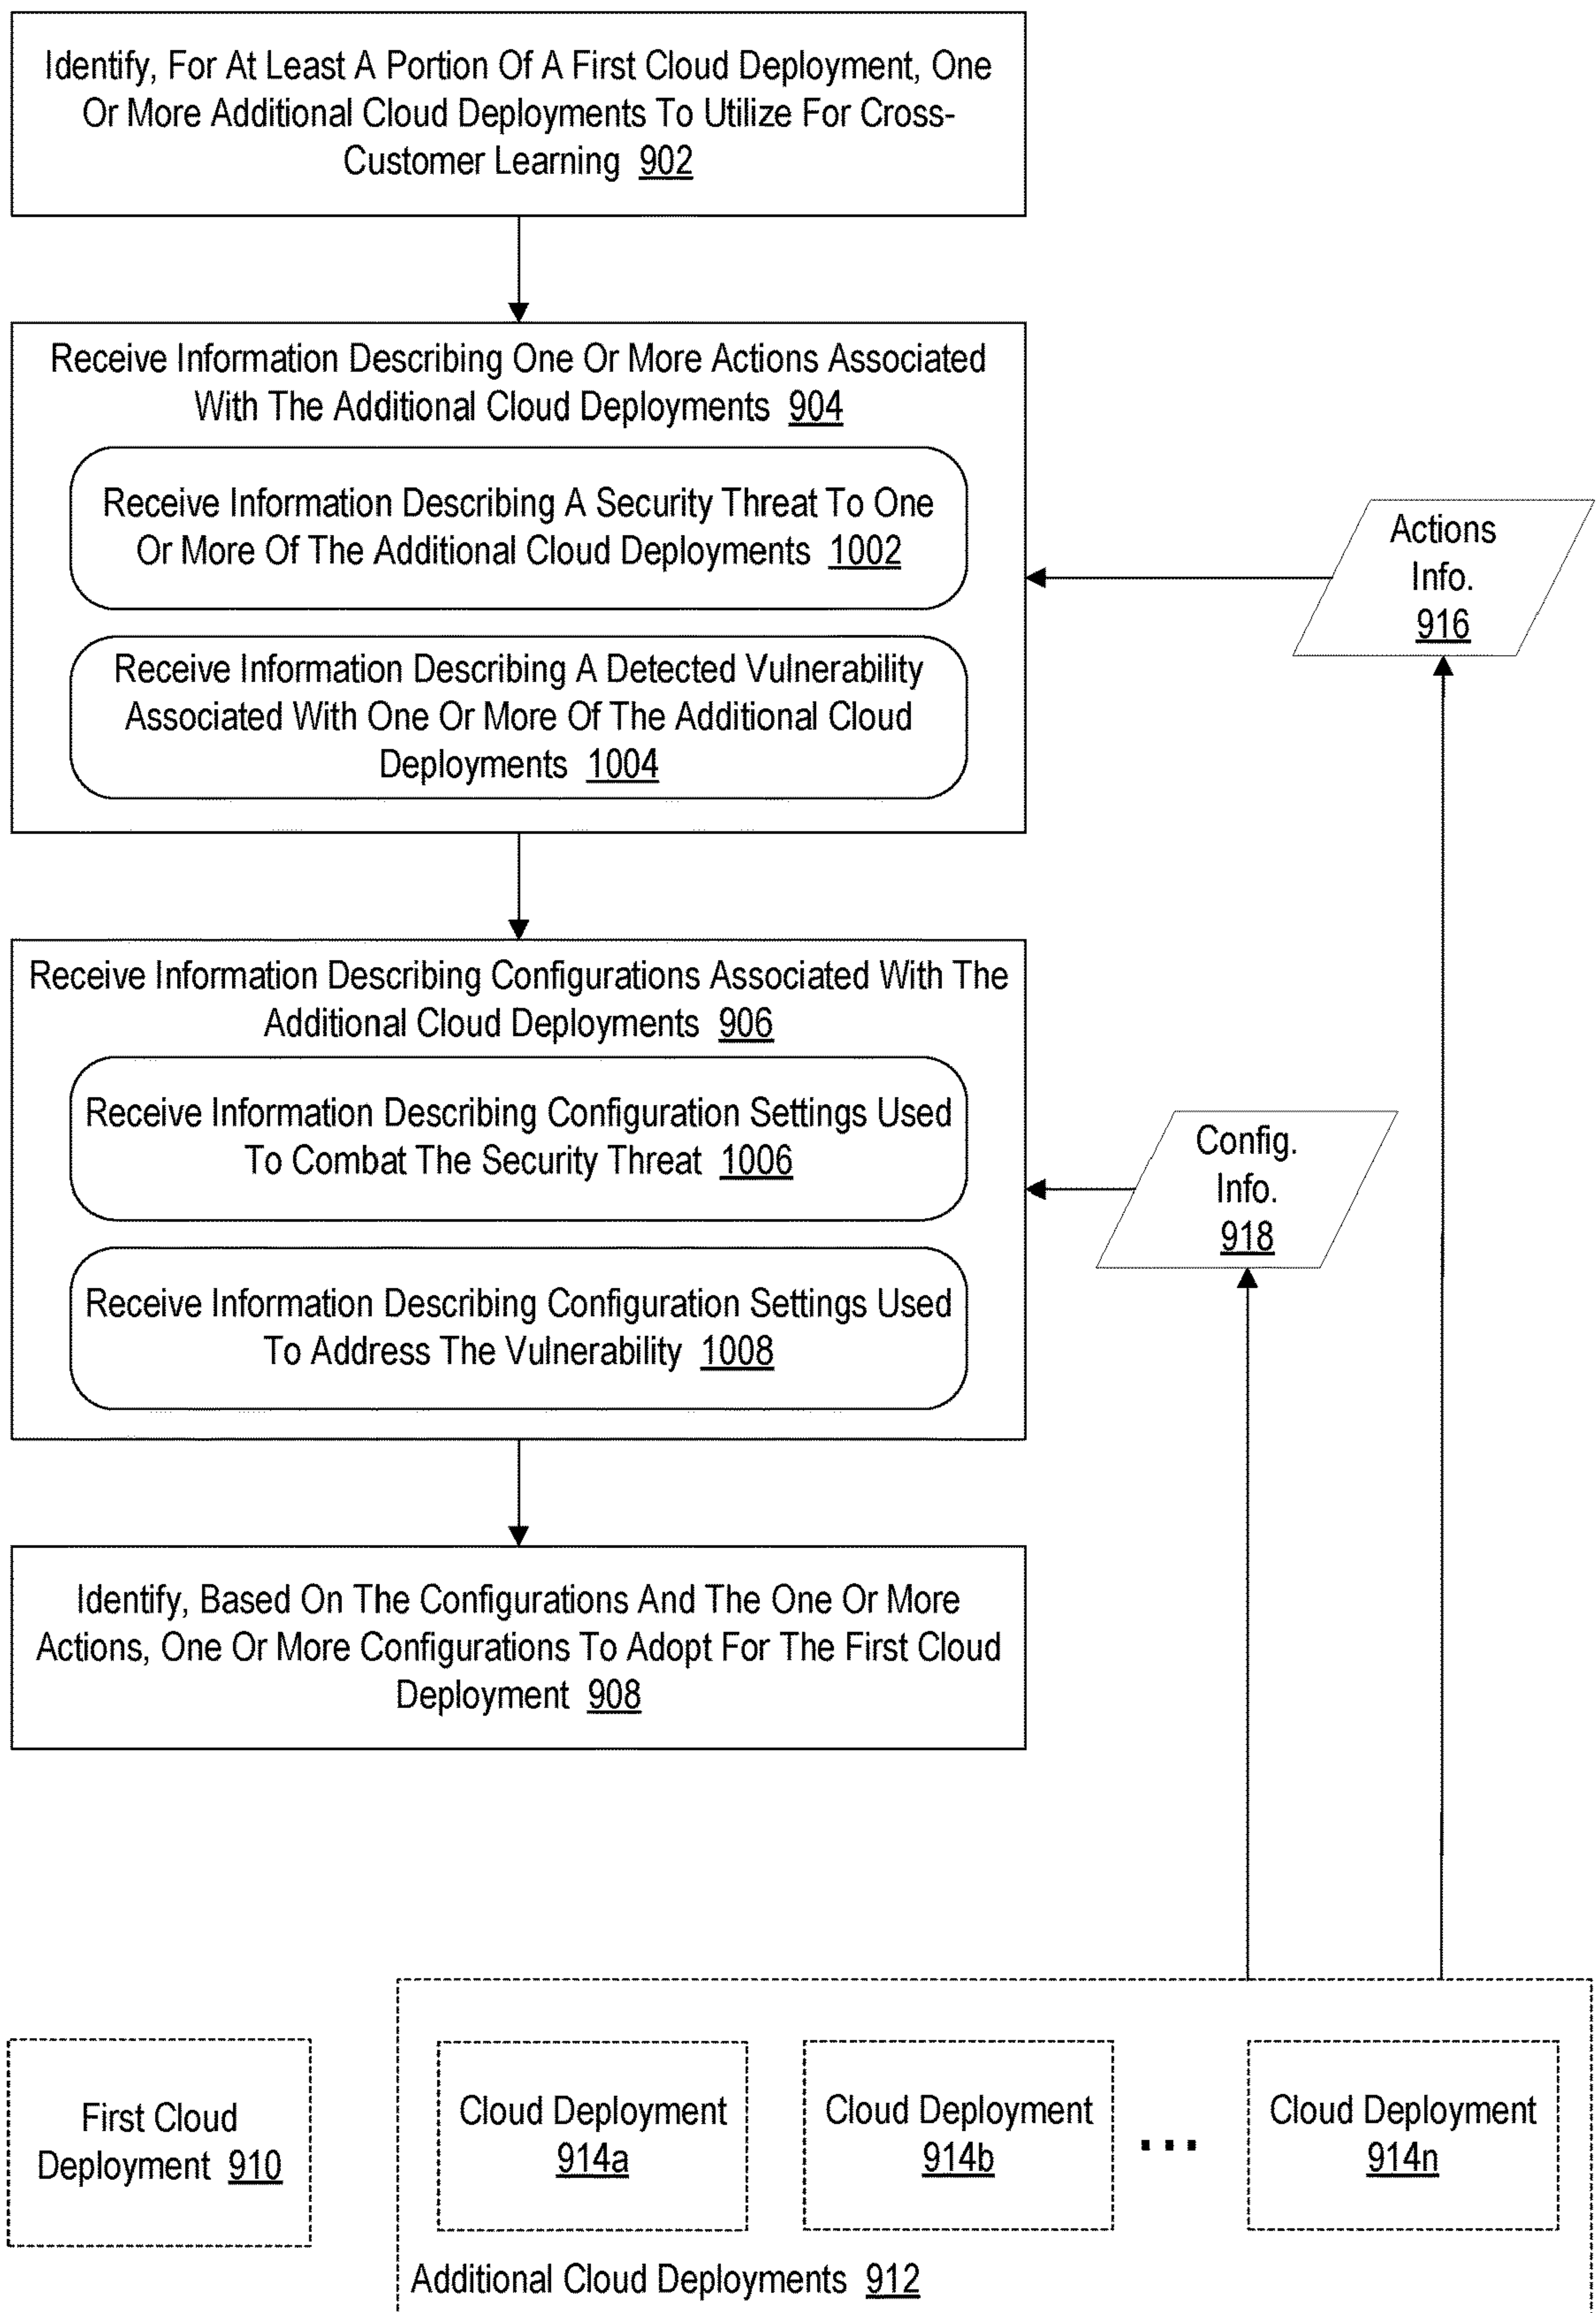 Identify, For At Least A Portion Of A First Cloud Deployment, One
Or More Additional Cloud Deployments To Utilize For Cross-
Customer Learning 902
Receive Information Describing One Or More Actions Associated
With The Additional Cloud Deployments 904
Receive Information Describing A Security Threat To One
Or More Of The Additional Cloud Deployments 1002
Receive Information Describing A Detected Vulnerability
Associated With One Or More Of The Additional Cloud
Deployments 1004
Actions
Info.
916
Receive Information Describing Configurations Associated With The
Additional Cloud Deployments 906
Receive Information Describing Configuration Settings Used
To Combat The Security Threat 1006
Receive Information Describing Configuration Settings Used
To Address The Vulnerability 1008
Config.
Info.
918
Identify, Based On The Configurations And The One Or More
Actions, One Or More Configurations To Adopt For The First Cloud
Deployment 908
First Cloud
Deployment 910
Cloud Deployment
914a
Cloud Deployment
914b
...
Cloud Deployment
914n
Additional Cloud Deployments 912